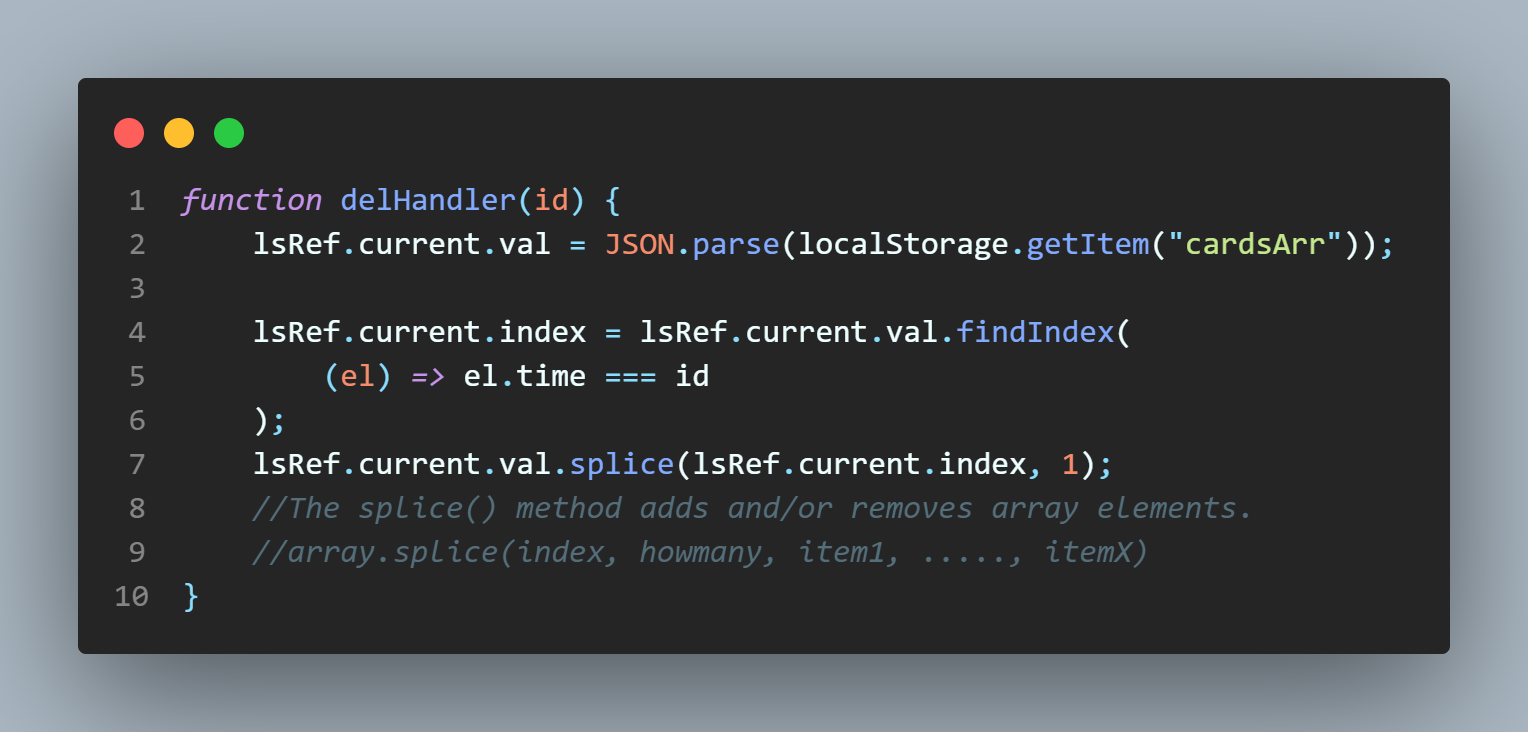 1 function delHandler(id) {
2     lsRef.current.val = JSON.parse(localStorage.getItem("cardsArr"));
3
4     lsRef.current.index = lsRef.current.val.findIndex(
5         (el) => el.time === id
6     );
7     lsRef.current.val.splice(lsRef.current.index, 1);
8     //The splice() method adds and/or removes array elements.
9     //array.splice(index, howmany, item1, ....., itemX)
10 }